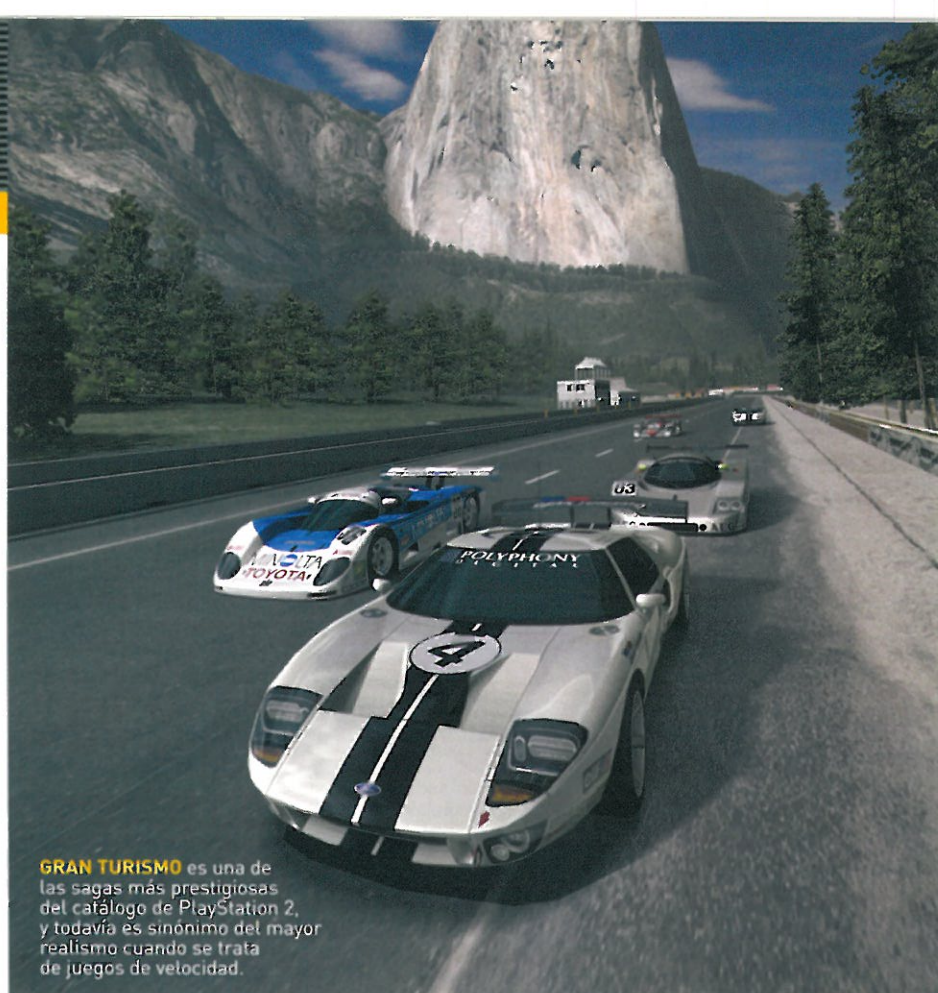 03
MINOLTA
TOYOTA
POLYPHONY
DIGITAL
4
GRAN TURISMO es una de
las sagas más prestigiosas
del catálogo de PlayStation 2,
y todavía es sinónimo del mayor
realismo cuando se trata
de juegos de velocidad.